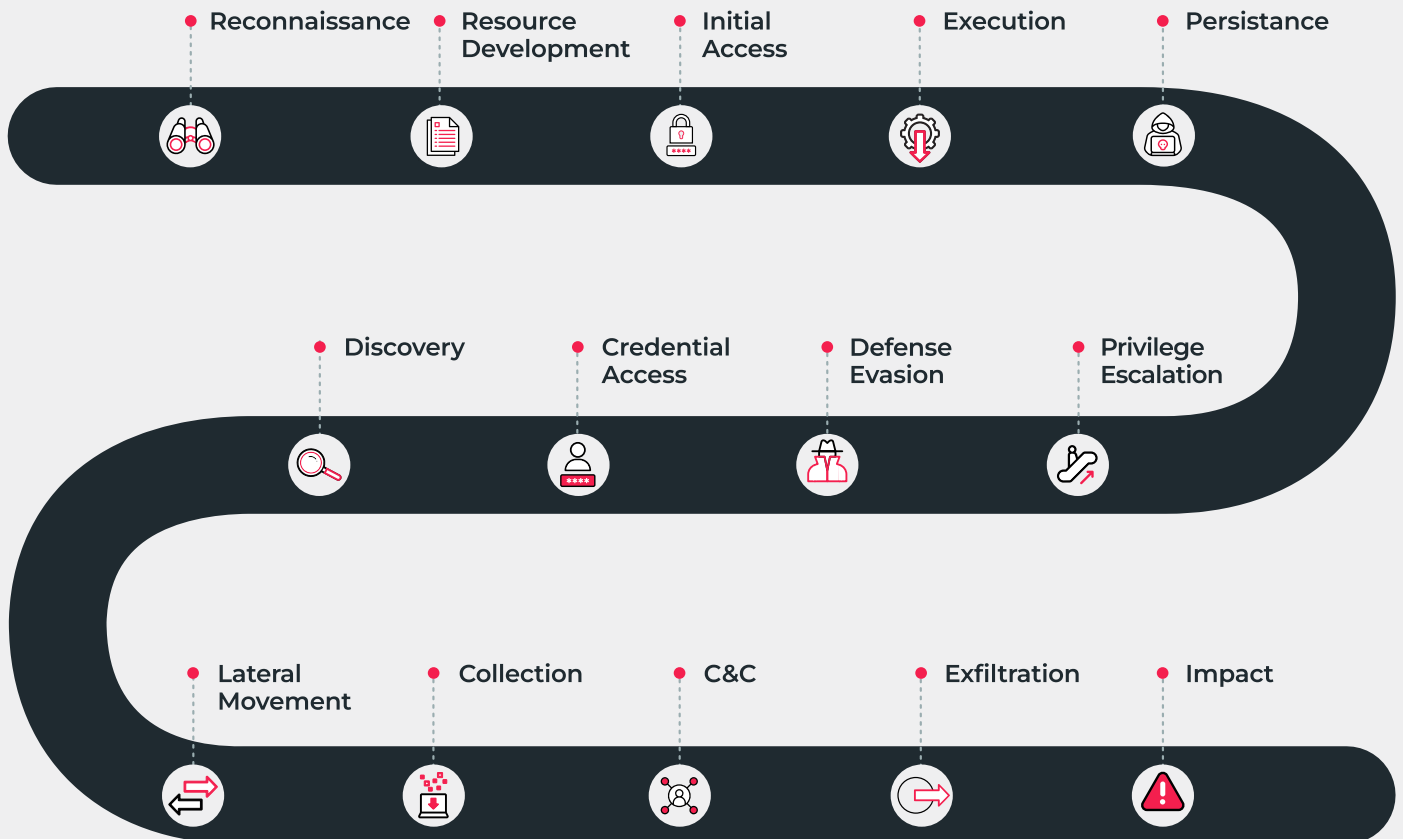 Reconnaissance
Resource
Development
Initial
Access
Execution
Persistance
****
Discovery
Credential
Access
Defense
Evasion
Privilege
Escalation
****
Lateral
Movement
Collection
C&C
Exfiltration
Impact
!